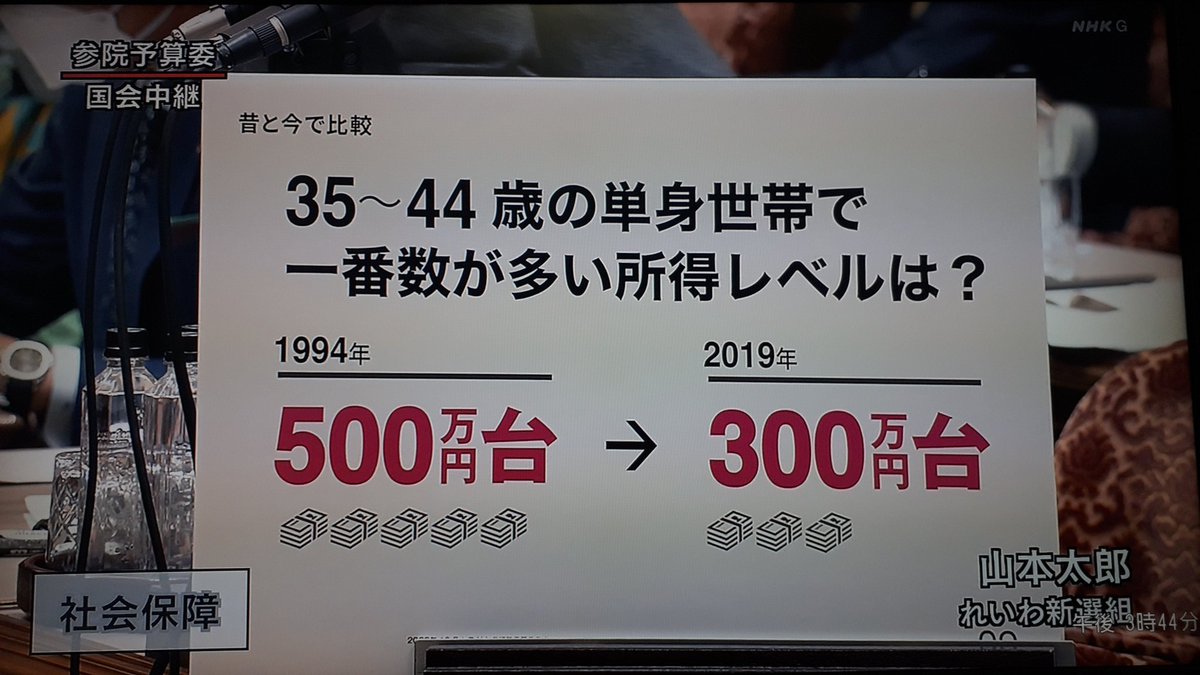 NHK G
参院予算委
国会中継
昔と今で比較
35〜44歳の単身世帯で
一番数が多い所得レベルは？
1994年
500万円台
→
2019年
300万円台
社会保障
山本太郎
れいわ新選組
午後 3時44分